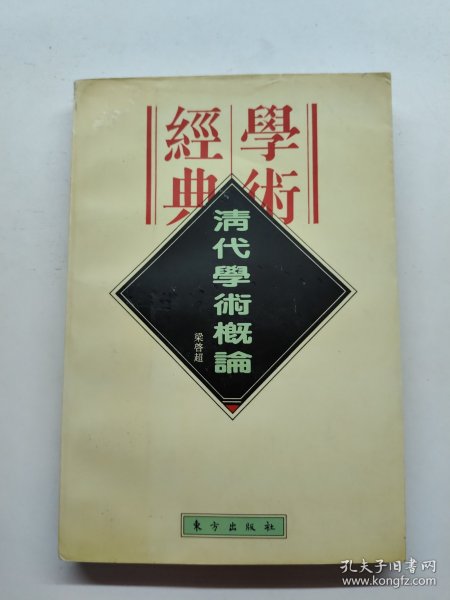 學術
經典
清代學術概論
梁啓超
東方出版社
孔夫子旧书网
www.kongfz.com